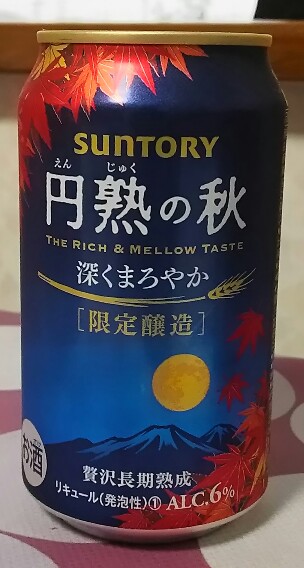 SUNTORY
えん じゅく
円熟の秋
THE RICH & MELLOW TASTE
深くまろやか
[限定醸造]
お酒
贅沢長期熟成
リキュール(発泡性)① ALC.6%